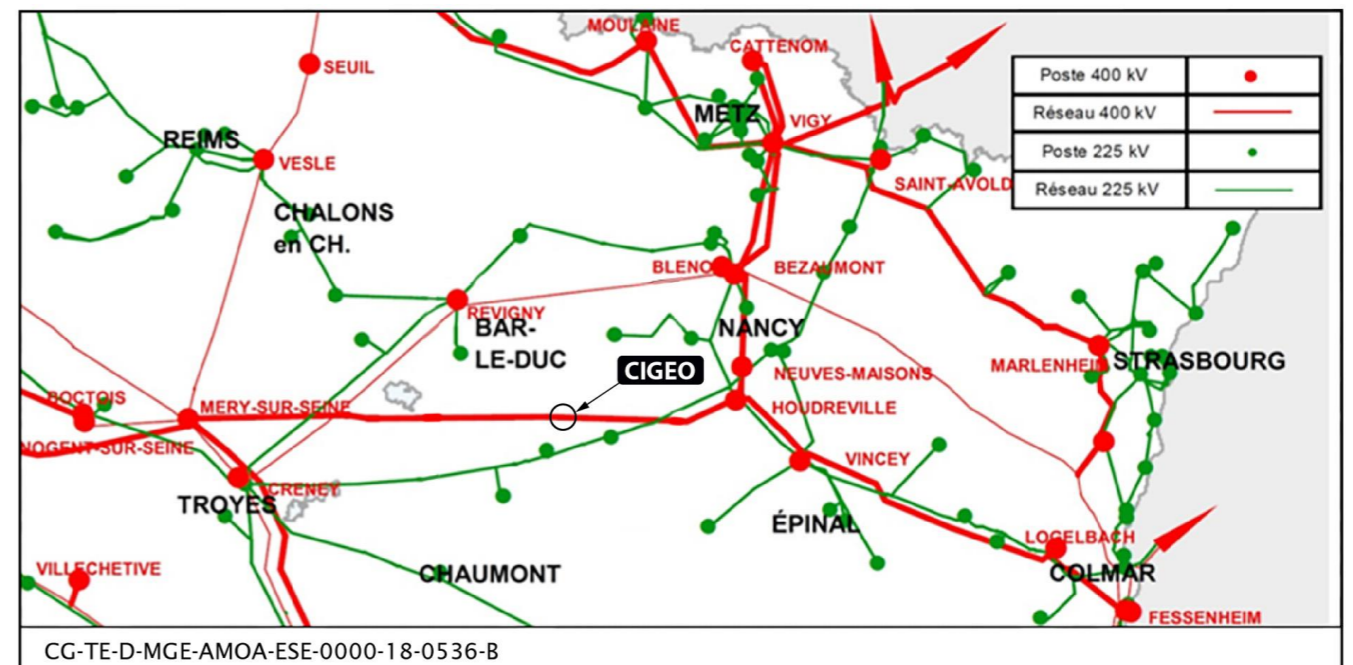 MOULAINE
CATTENOM
SEUIL
Poste 400 kV
Réseau 400 kV
Poste 225 kV
Réseau 225 kV
METZ
VIGY
REIMS
VESLE
SAINT-AVOLD
CHALONS
en CH.
BLENO
BEZAUMONT
REVIGNY
BAR-
LE-DUC
NANCY
CIGEO
NEUVES-MAISONS
MARLENHEIM
STRASBOURG
BOCTOIS
MERY-SUR-SEINE
HOUDREVILLE
NOGENT-SUR-SEINE
VINCEY
CRENEY
TROYES
ÉPINAL
LOGELBACH
VILLECHETIVE
CHAUMONT
COLMAR
FESSENHEIM
CG-TE-D-MGE-AMOA-ESE-0000-18-0536-B